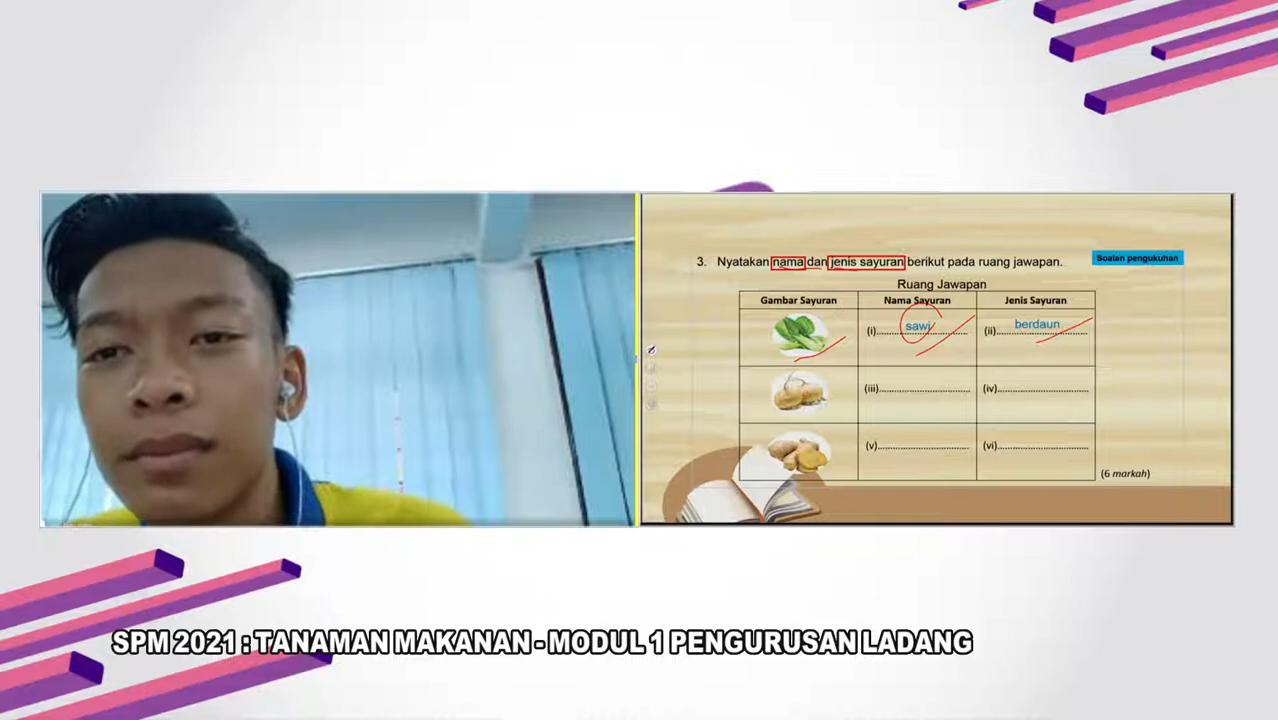 3. Nyatakan nama dan jenis sayuran berikut pada ruang jawapan.
Soalan pengukuhan
Ruang Jawapan
Gambar Sayuran Nama Sayuran Jenis Sayuran
(i).....sawi..... (ii).....berdaun.....
(iii)..... (iv).....
(v)..... (vi).....
(6 markah)
SPM 2021 : TANAMAN MAKANAN - MODUL 1 PENGURUSAN LADANG